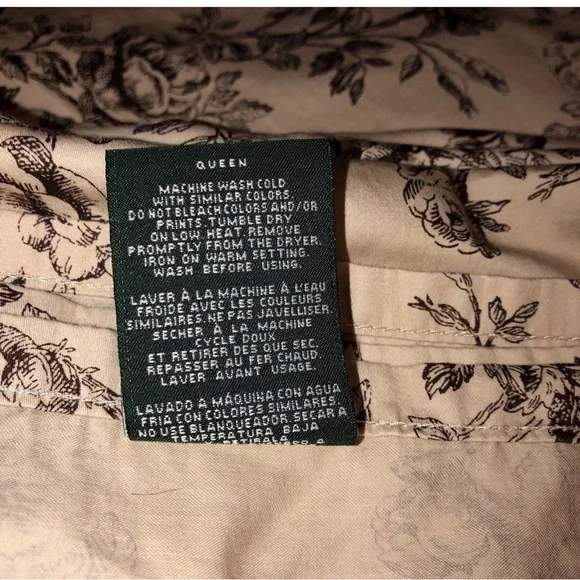 QUEEN
MACHINE WASH COLD
WITH SIMILAR COLORS.
DO NOT BLEACH COLORS AND/OR
PRINTS. TUMBLE DRY
ON LOW. HEAT. REMOVE
PROMPTLY FROM THE DRYER.
IRON ON WARM SETTING.
WASH BEFORE USING.
LAVER À LA MACHINE À L'EAU
FROIDE AVEC LES COULEURS
SIMILAIRES. NE PAS JAVELLISER.
SECHER À LA MACHINE
CYCLE DOUX
ET RETIRER DES QUE SEC.
REPASSER AU FER CHAUD.
LAVER AVANT USAGE.
LAVADO A MÁQUINA CON AGUA
FRIA CON COLORES SIMILARES.
NO USE BLANQUEADOR. SECAR A
TEMPERATURA BAJA